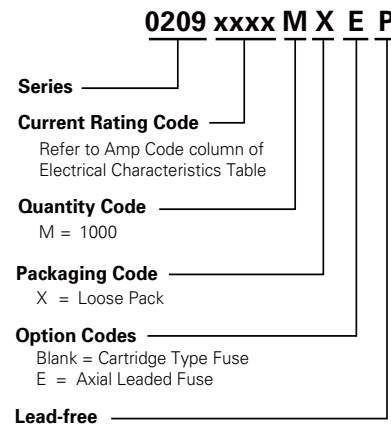 0209 xxxx M X E P
Series
Current Rating Code
Refer to Amp Code column of
Electrical Characteristics Table
Quantity Code
M = 1000
Packaging Code
X = Loose Pack
Option Codes
Blank = Cartridge Type Fuse
E = Axial Leaded Fuse
Lead-free